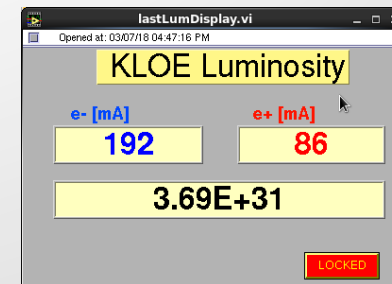 lastLumDisplay.vi
Opened at: 03/07/18 04:47:16 PM
KLOE Luminosity
e- [mA] e+ [mA]
192 86
3.69E+31
LOCKED